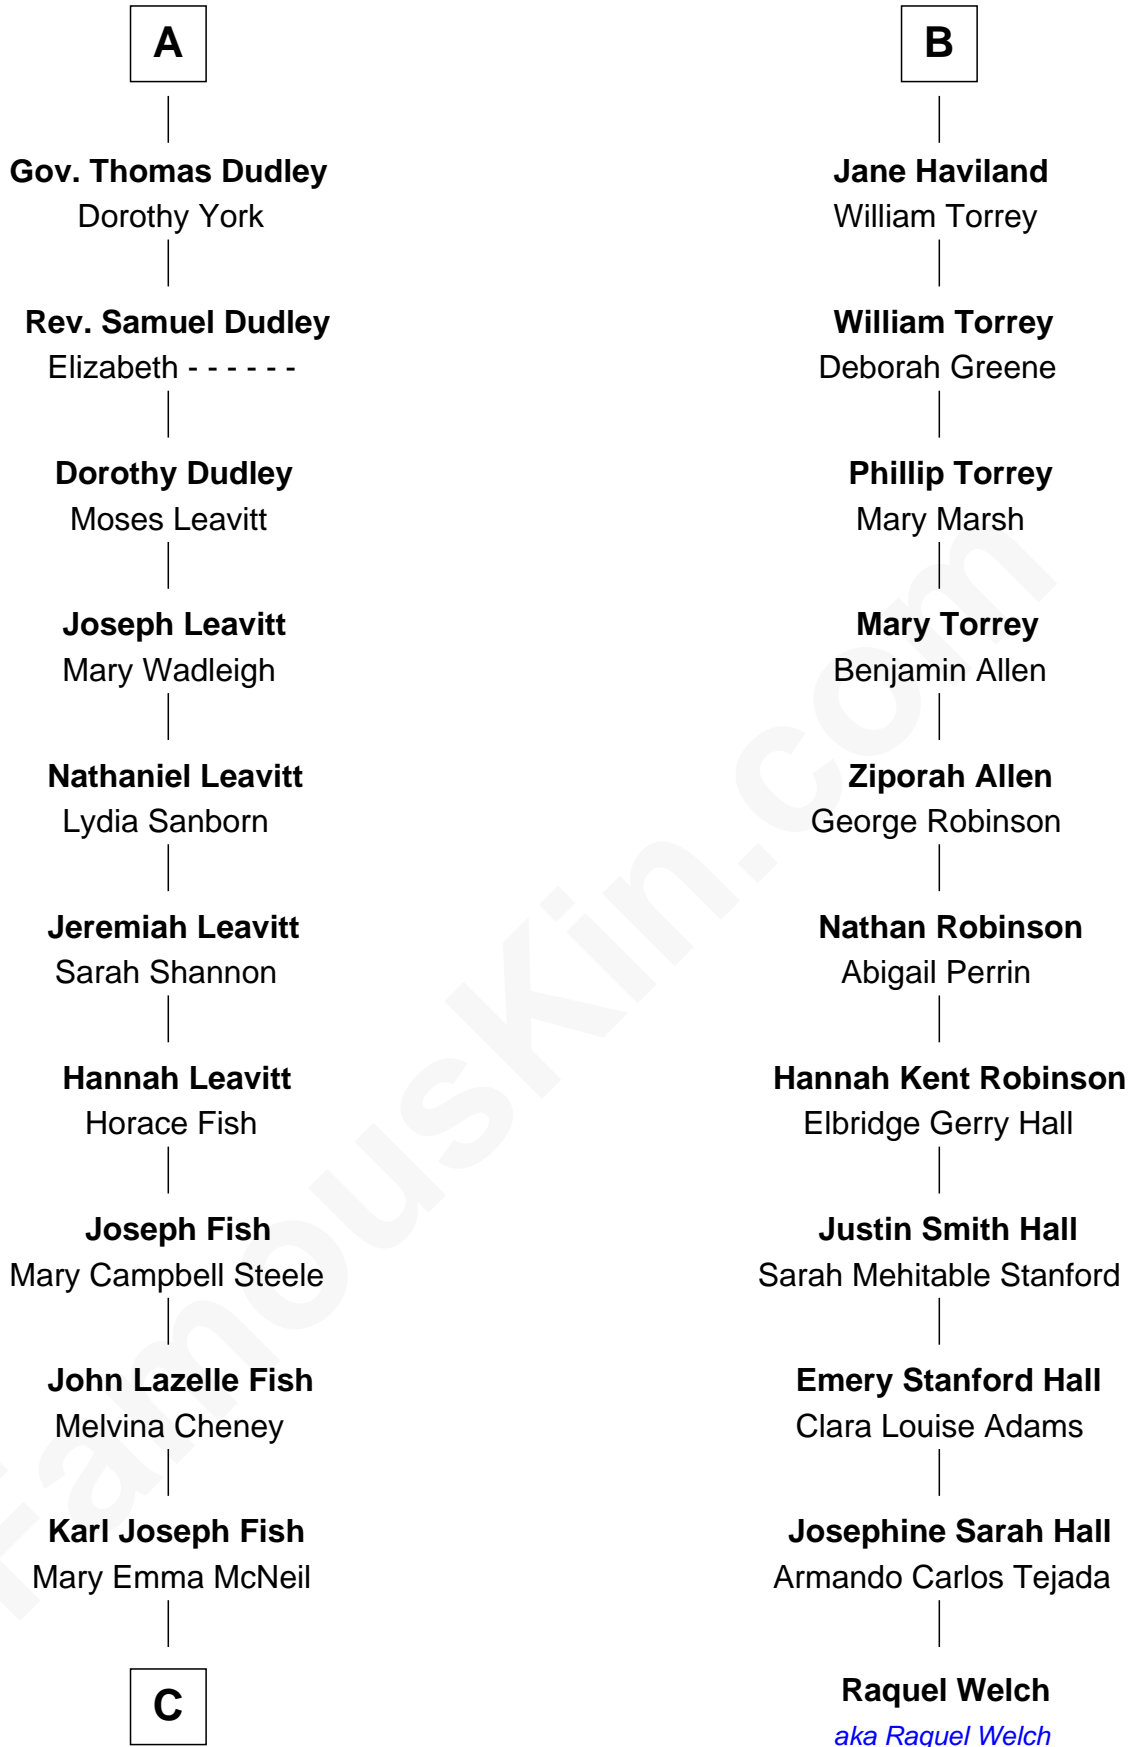 A
Gov. Thomas Dudley
Dorothy York
Rev. Samuel Dudley
Elizabeth - - - - - -
Dorothy Dudley
Moses Leavitt
Joseph Leavitt
Mary Wadleigh
Nathaniel Leavitt
Lydia Sanborn
Jeremiah Leavitt
Sarah Shannon
Hannah Leavitt
Horace Fish
Joseph Fish
Mary Campbell Steele
John Lazelle Fish
Melvina Cheney
Karl Joseph Fish
Mary Emma McNeil
C
B
Jane Haviland
William Torrey
William Torrey
Deborah Greene
Phillip Torrey
Mary Marsh
Mary Torrey
Benjamin Allen
Ziporah Allen
George Robinson
Nathan Robinson
Abigail Perrin
Hannah Kent Robinson
Elbridge Gerry Hall
Justin Smith Hall
Sarah Mehitable Stanford
Emery Stanford Hall
Clara Louise Adams
Josephine Sarah Hall
Armando Carlos Tejada
Raquel Welch
aka Raquel Welch
FamousKin.com